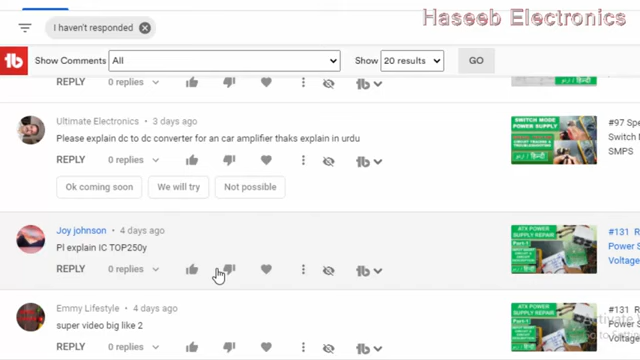 Haseeb Electronics
I haven't responded
Show Comments All Show 20 results GO
REPLY 0 replies
Ultimate Electronics • 3 days ago
Please explain dc to dc converter for an car amplifier thaks explain in urdu
REPLY 0 replies
Ok coming soon We will try Not possible
SWITCH MODE
POWER SUPPLY
#97 Spe
Switch M
SMPS
Joy johnson • 4 days ago
Pl explain IC TOP250y
REPLY 0 replies
ATX POWER
SUPPLY REPAIR
Part-1
#131 R
Power S
Voltage
Emmy Lifestyle • 4 days ago
super video big like 2
REPLY 0 replies
ATX POWER
SUPPLY REPAIR
Part-1
#131 R
Power S
Voltage